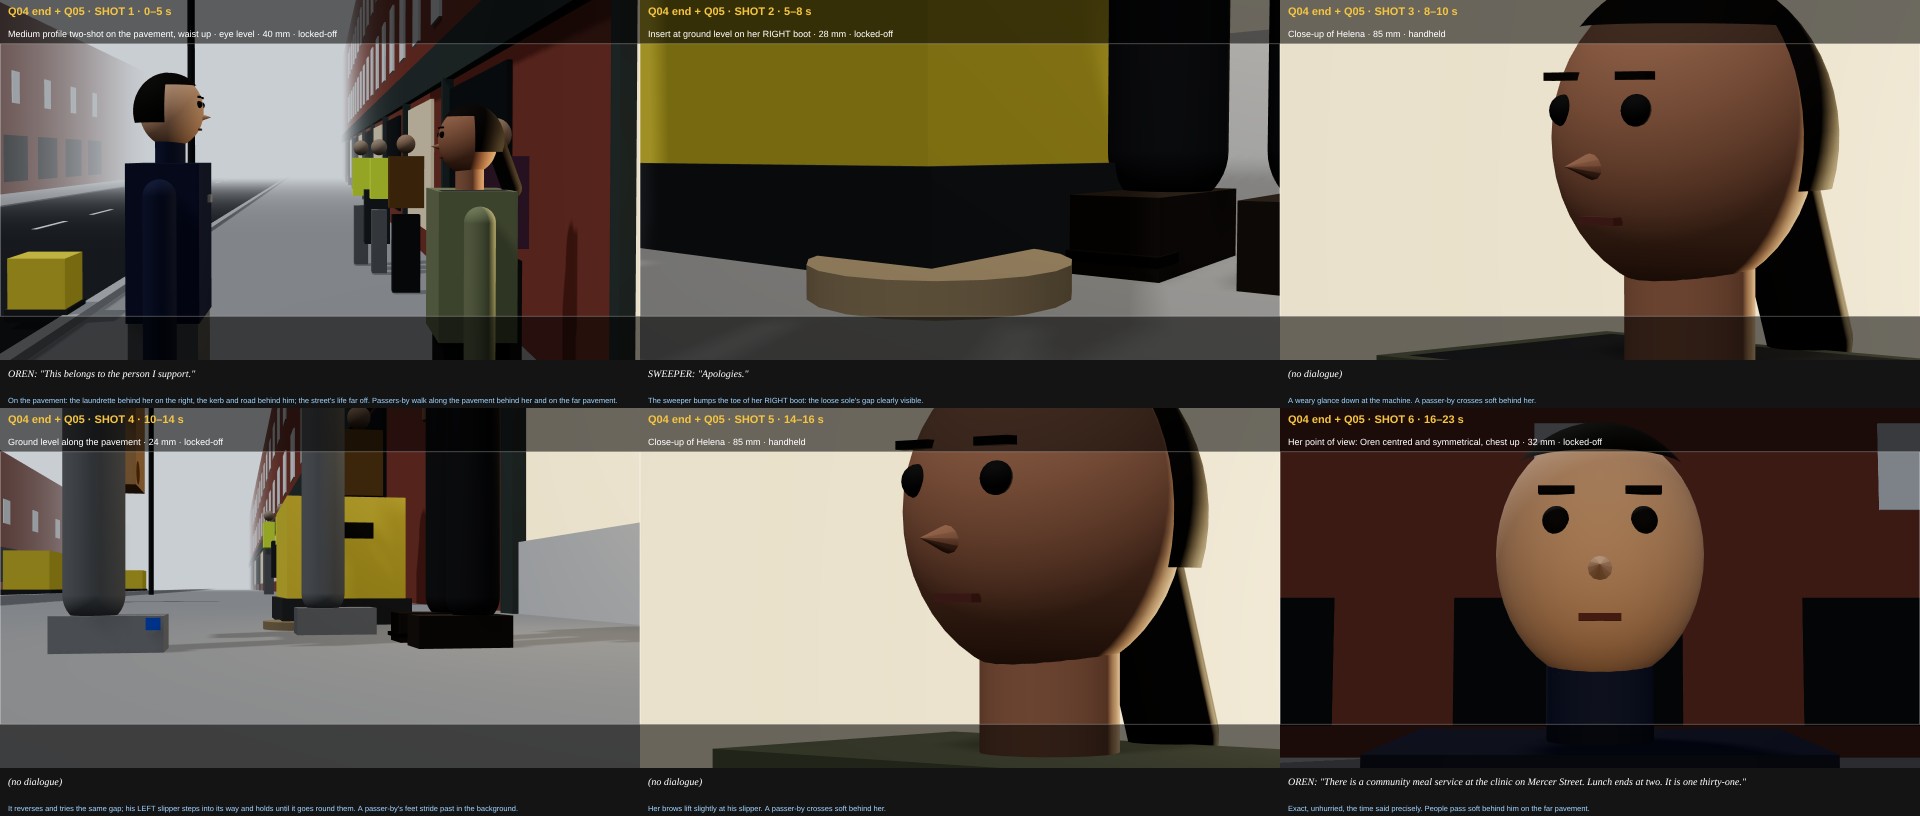 Q04 end + Q05 · SHOT 1 · 0–5 s
Medium profile two-shot on the pavement, waist up · eye level · 40 mm · locked-off
OREN: "This belongs to the person I support."
On the pavement: the laundrette behind her on the right, the kerb and road behind him; the street's life far off. Passers-by walk along the pavement behind her and on the far pavement.
Q04 end + Q05 · SHOT 2 · 5–8 s
Insert at ground level on her RIGHT boot · 28 mm · locked-off
SWEEPER: "Apologies."
The sweeper bumps the toe of her RIGHT boot: the loose sole's gap clearly visible.
Q04 end + Q05 · SHOT 3 · 8–10 s
Close-up of Helena · 85 mm · handheld
(no dialogue)
A weary glance down at the machine. A passer-by crosses soft behind her.
Q04 end + Q05 · SHOT 4 · 10–14 s
Ground level along the pavement · 24 mm · locked-off
(no dialogue)
It reverses and tries the same gap; his LEFT slipper steps into its way and holds until it goes round them. A passer-by's feet stride past in the background.
Q04 end + Q05 · SHOT 5 · 14–16 s
Close-up of Helena · 85 mm · handheld
(no dialogue)
Her brows lift slightly at his slipper. A passer-by crosses soft behind her.
Q04 end + Q05 · SHOT 6 · 16–23 s
Her point of view: Oren centred and symmetrical, chest up · 32 mm · locked-off
OREN: "There is a community meal service at the clinic on Mercer Street. Lunch ends at two. It is one thirty-one."
Exact, unhurried, the time said precisely. People pass soft behind him on the far pavement.